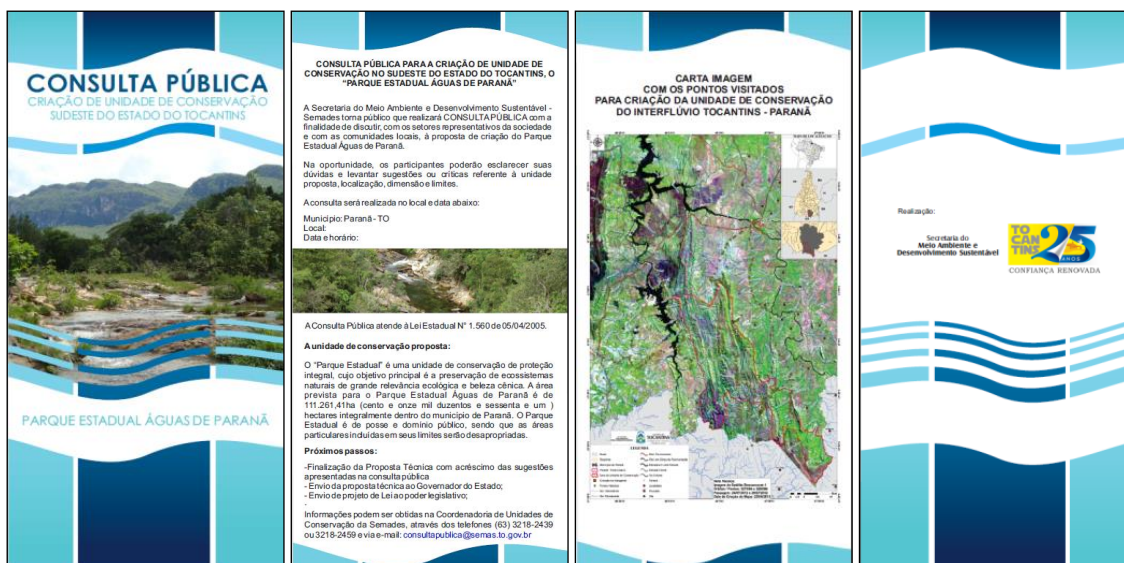 CONSULTA PÚBLICA
CRIAÇÃO DE UNIDADE DE CONSERVAÇÃO
SUDESTE DO ESTADO DO TOCANTINS
PARQUE ESTADUAL ÁGUAS DE PARANÃ
CONSULTA PÚBLICA PARA A CRIAÇÃO DE UNIDADE DE
CONSERVAÇÃO NO SUDESTE DO ESTADO DO TOCANTINS, O
“PARQUE ESTADUAL ÁGUAS DE PARANÔ
A Secretaria do Meio Ambiente e Desenvolvimento Sustentável -
Semades torna público que realizará CONSULTA PÚBLICA com a
finalidade de discutir, com os setores representativos da sociedade
e com as comunidades locais, à proposta de criação do Parque
Estadual Águas de Paranã.
Na oportunidade, os participantes poderão esclarecer suas
dúvidas e levantar sugestões ou críticas referente à unidade
proposta, localização, dimensão e limites.
A consulta será realizada no local e data abaixo:
Município: Paranã - TO
Local:
Data e horário:
A Consulta Pública atende à Lei Estadual N° 1.560 de 05/04/2005.
A unidade de conservação proposta:
O “Parque Estadual” é uma unidade de conservação de proteção
integral, cujo objetivo principal é a preservação de ecossistemas
naturais de grande relevância ecológica e beleza cênica. A área
prevista para o Parque Estadual Águas de Paranã é de
111.261,41ha (cento e onze mil duzentos e sessenta e um )
hectares integralmente dentro do município de Paranã. O Parque
Estadual é de posse e domínio público, sendo que as áreas
particulares incluidas em seus limites serão desapropriadas.
Próximos passos:
-Finalização da Proposta Técnica com acréscimo das sugestões
apresentadas na consulta pública
- Envio da proposta técnica ao Governador do Estado;
- Envio de projeto de Lei ao poder legislativo;
-
Informações podem ser obtidas na Coordenadoria de Unidades de
Conservação da Semades, através dos telefones (63) 3218-2439
ou 3218-2459 e via e-mail: consultapublica@semas.to.gov.br
CARTA IMAGEM
COM OS PONTOS VISITADOS
PARA CRIAÇÃO DA UNIDADE DE CONSERVAÇÃO
DO INTERFLÚVIO TOCANTINS - PARANÃ
LEGENDA
Realização:
Secretaria do
Meio Ambiente e
Desenvolvimento Sustentável
TO
CAN
TINS
25
ANOS
CONFIANÇA RENOVADA